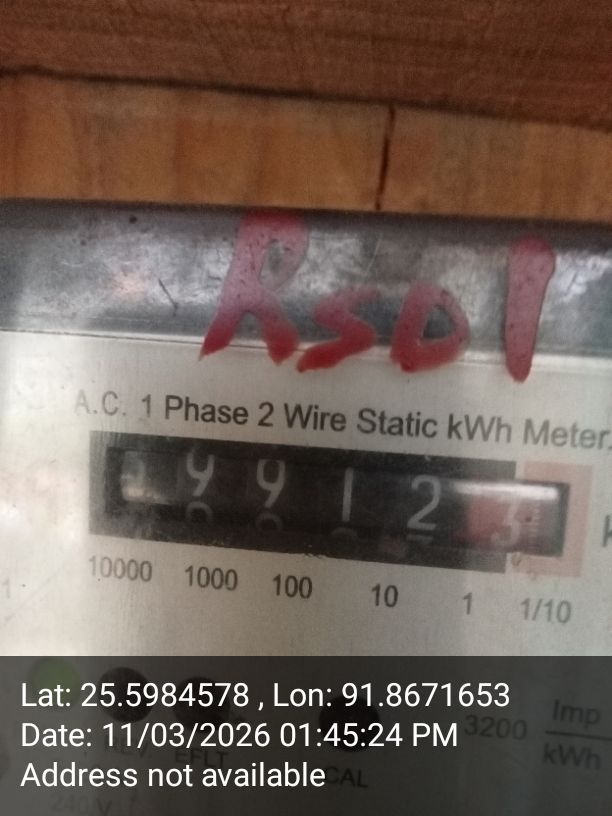 RSD1
A.C. 1 Phase 2 Wire Static kWh Meter.
9 9 1 2 3
10000 1000 100 10 1 1/10
Lat: 25.5984578 , Lon: 91.8671653
Date: 11/03/2026 01:45:24 PM
Address not available
3200 Imp
kWh
CAL